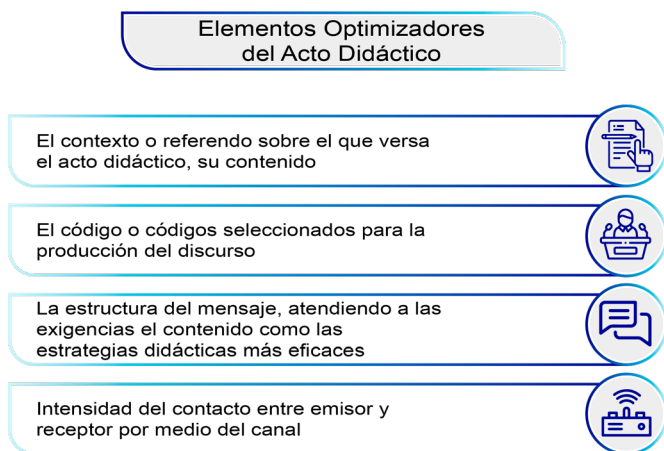 Elementos Optimizadores
del Acto Didáctico
El contexto o referendo sobre el que versa
el acto didáctico, su contenido
El código o códigos seleccionados para la
producción del discurso
La estructura del mensaje, atendiendo a las
exigencias el contenido como las
estrategias didácticas más eficaces
Intensidad del contacto entre emisor y
receptor por medio del canal